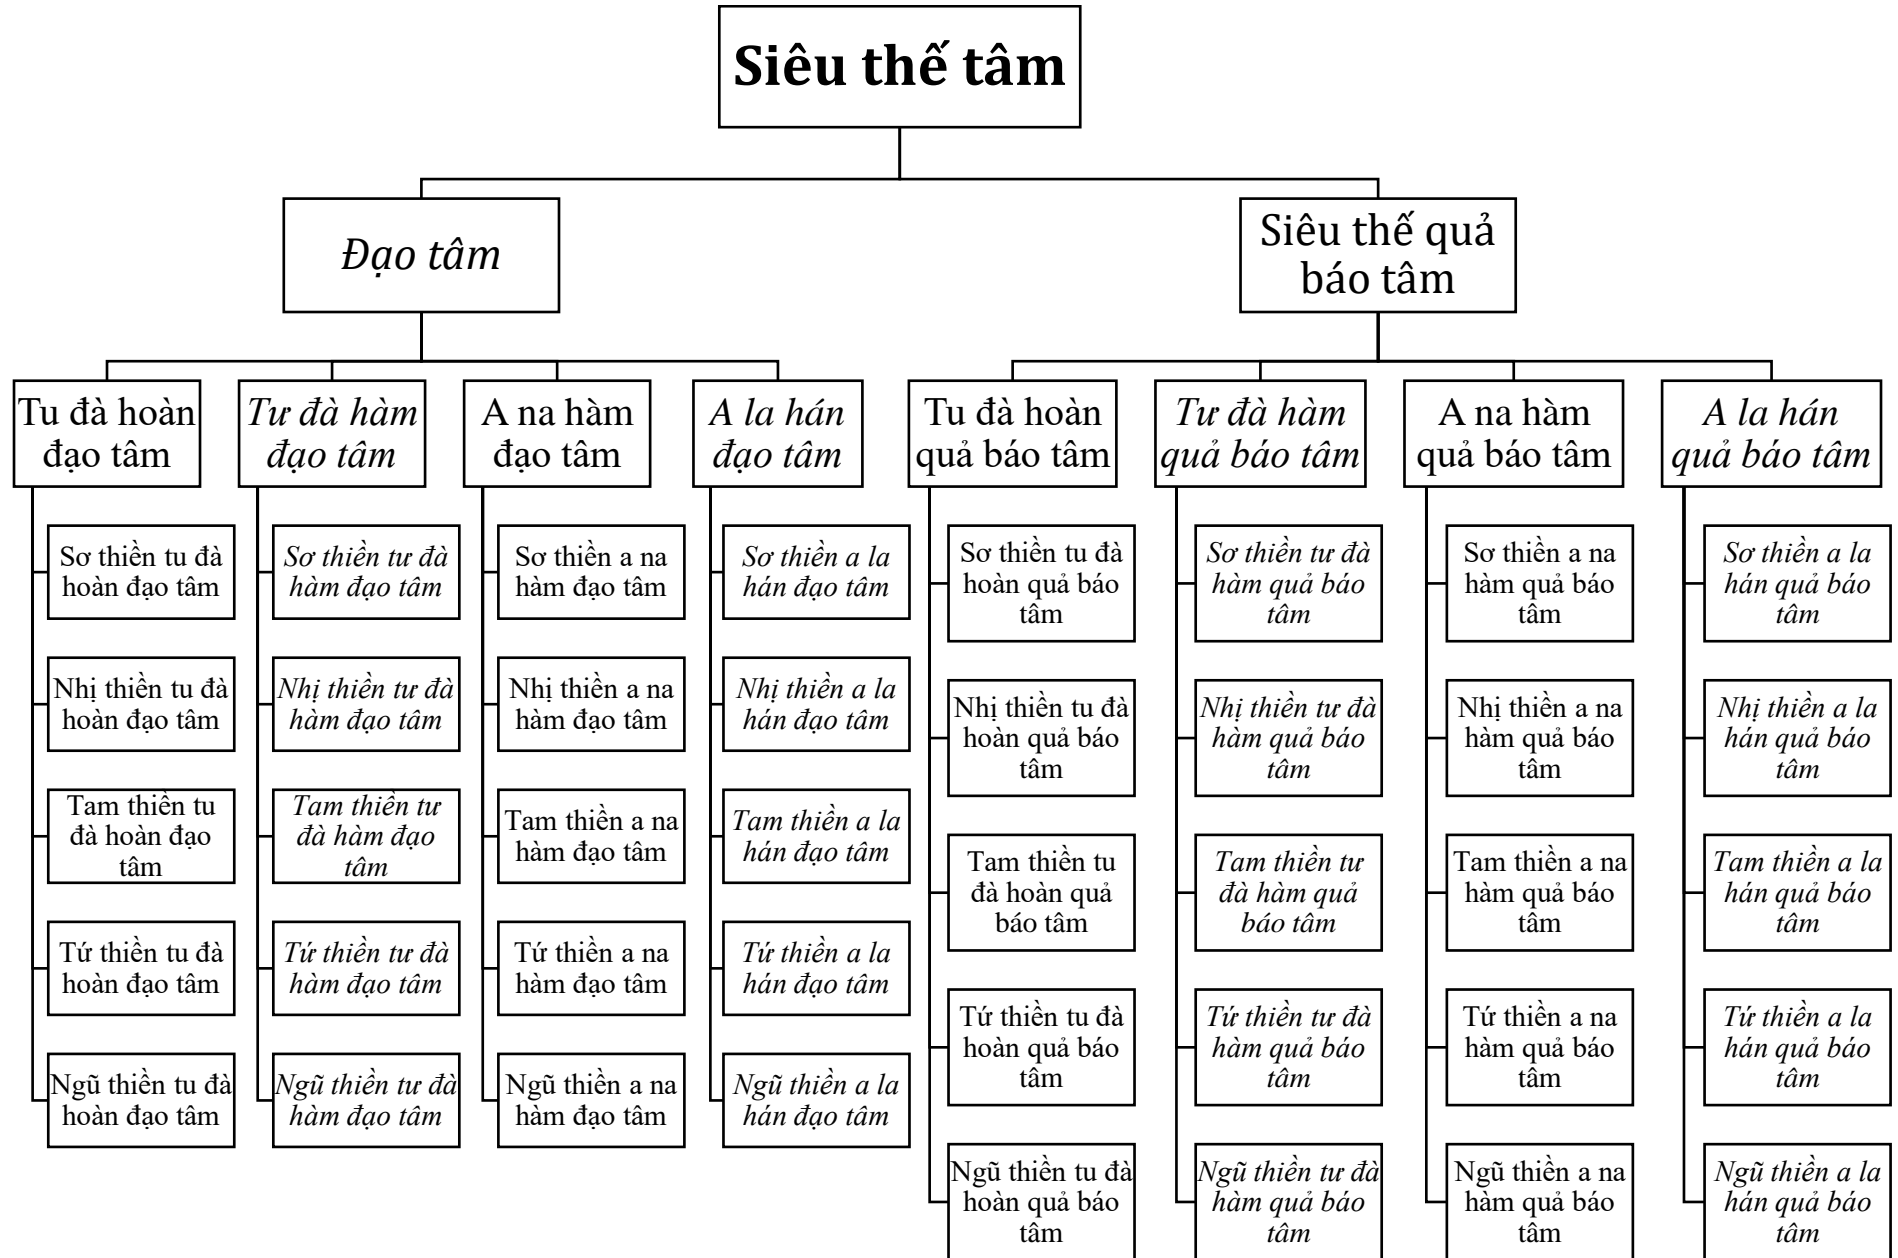 Siêu thế tâm
Đạo tâm
Siêu thế quả
báo tâm
Tu đà hoàn
đạo tâm
Tư đà hàm
đạo tâm
A na hàm
đạo tâm
A la hán
đạo tâm
Tu đà hoàn
quả báo tâm
Tư đà hàm
quả báo tâm
A na hàm
quả báo tâm
A la hán
quả báo tâm
Sơ thiền tu đà
hoàn đạo tâm
Nhị thiền tu đà
hoàn đạo tâm
Tam thiền tu
đà hoàn đạo
tâm
Tứ thiền tu đà
hoàn đạo tâm
Ngũ thiền tu đà
hoàn đạo tâm
Sơ thiền tư đà
hàm đạo tâm
Nhị thiền tư đà
hàm đạo tâm
Tam thiền tư
đà hàm đạo
tâm
Tứ thiền tư đà
hàm đạo tâm
Ngũ thiền tư đà
hàm đạo tâm
Sơ thiền a na
hàm đạo tâm
Nhị thiền a na
hàm đạo tâm
Tam thiền a na
hàm đạo tâm
Tứ thiền a na
hàm đạo tâm
Ngũ thiền a na
hàm đạo tâm
Sơ thiền a la
hán đạo tâm
Nhị thiền a la
hán đạo tâm
Tam thiền a la
hán đạo tâm
Tứ thiền a la
hán đạo tâm
Ngũ thiền a la
hán đạo tâm
Sơ thiền tu đà
hoàn quả báo
tâm
Nhị thiền tu đà
hoàn quả báo
tâm
Tam thiền tu
đà hoàn quả
báo tâm
Tứ thiền tu đà
hoàn quả báo
tâm
Ngũ thiền tu đà
hoàn quả báo
tâm
Sơ thiền tư đà
hàm quả báo
tâm
Nhị thiền tư đà
hàm quả báo
tâm
Tam thiền tư
đà hàm quả
báo tâm
Tứ thiền tư đà
hàm quả báo
tâm
Ngũ thiền tư đà
hàm quả báo
tâm
Sơ thiền a na
hàm quả báo
tâm
Nhị thiền a na
hàm quả báo
tâm
Tam thiền a na
hàm quả báo
tâm
Tứ thiền a na
hàm quả báo
tâm
Ngũ thiền a na
hàm quả báo
tâm
Sơ thiền a la
hán quả báo
tâm
Nhị thiền a la
hán quả báo
tâm
Tam thiền a la
hán quả báo
tâm
Tứ thiền a la
hán quả báo
tâm
Ngũ thiền a la
hán quả báo
tâm